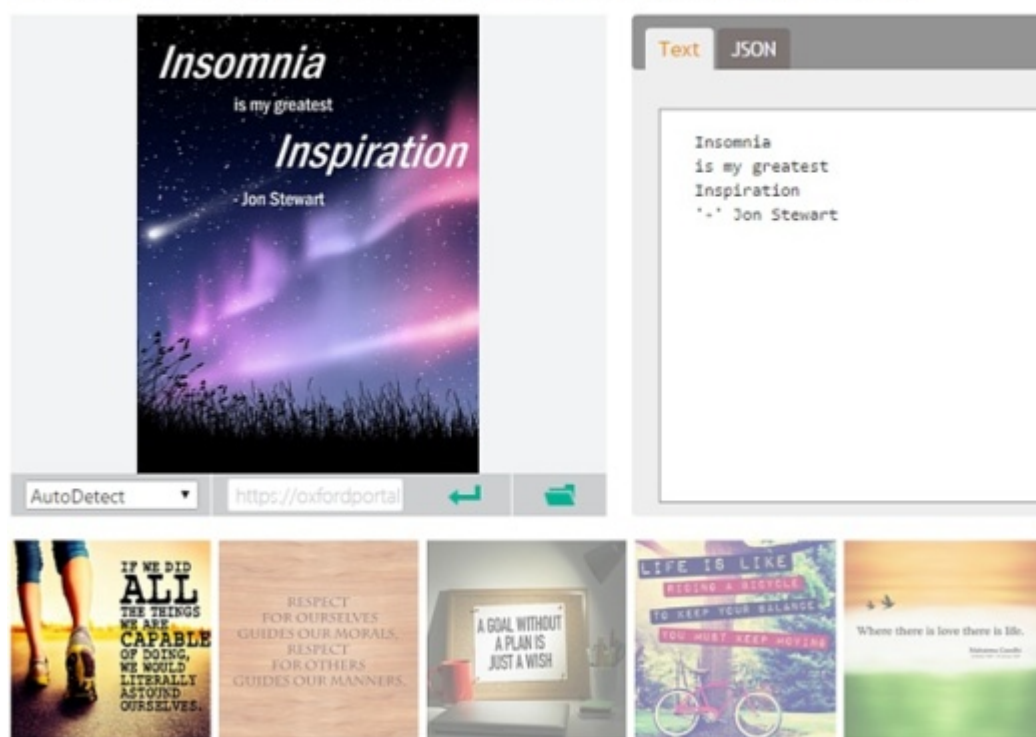 Insomnia
is my greatest
Inspiration
- Jon Stewart
Text
JSON
Insomnia
is my greatest
Inspiration
'-' Jon Stewart
AutoDetect
https://oxfordportal
IF WE DID
ALL
THE THINGS
WE ARE
CAPABLE
OF DOING,
WE WOULD
LITERALLY
ASTOUND
OURSELVES.
RESPECT
FOR OURSELVES
GUIDES OUR MORALS,
RESPECT
FOR OTHERS
GUIDES OUR MANNERS.
A GOAL WITHOUT
A PLAN IS
JUST A WISH
LIFE IS LIKE
RIDING A BICYCLE
TO KEEP YOUR BALANCE
YOU MUST KEEP MOVING
Where there is love there is life.
Mahatma Gandhi